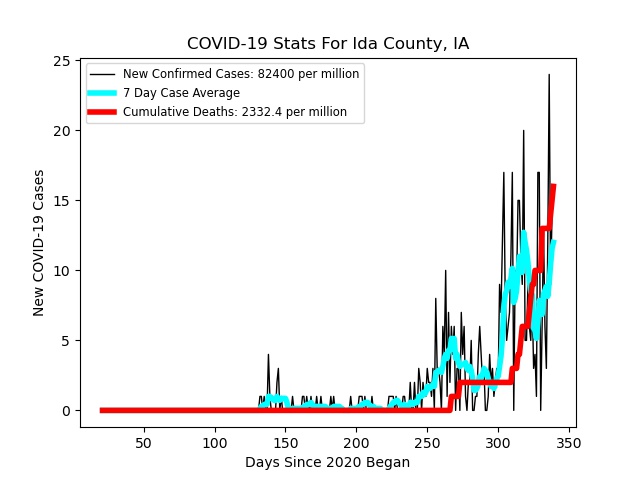 COVID-19 Stats For Ida County, IA
New Confirmed Cases: 82400 per million
7 Day Case Average
Cumulative Deaths: 2332.4 per million
New COVID-19 Cases
25
20
15
10
5
0
50
100
150
200
250
300
350
Days Since 2020 Began